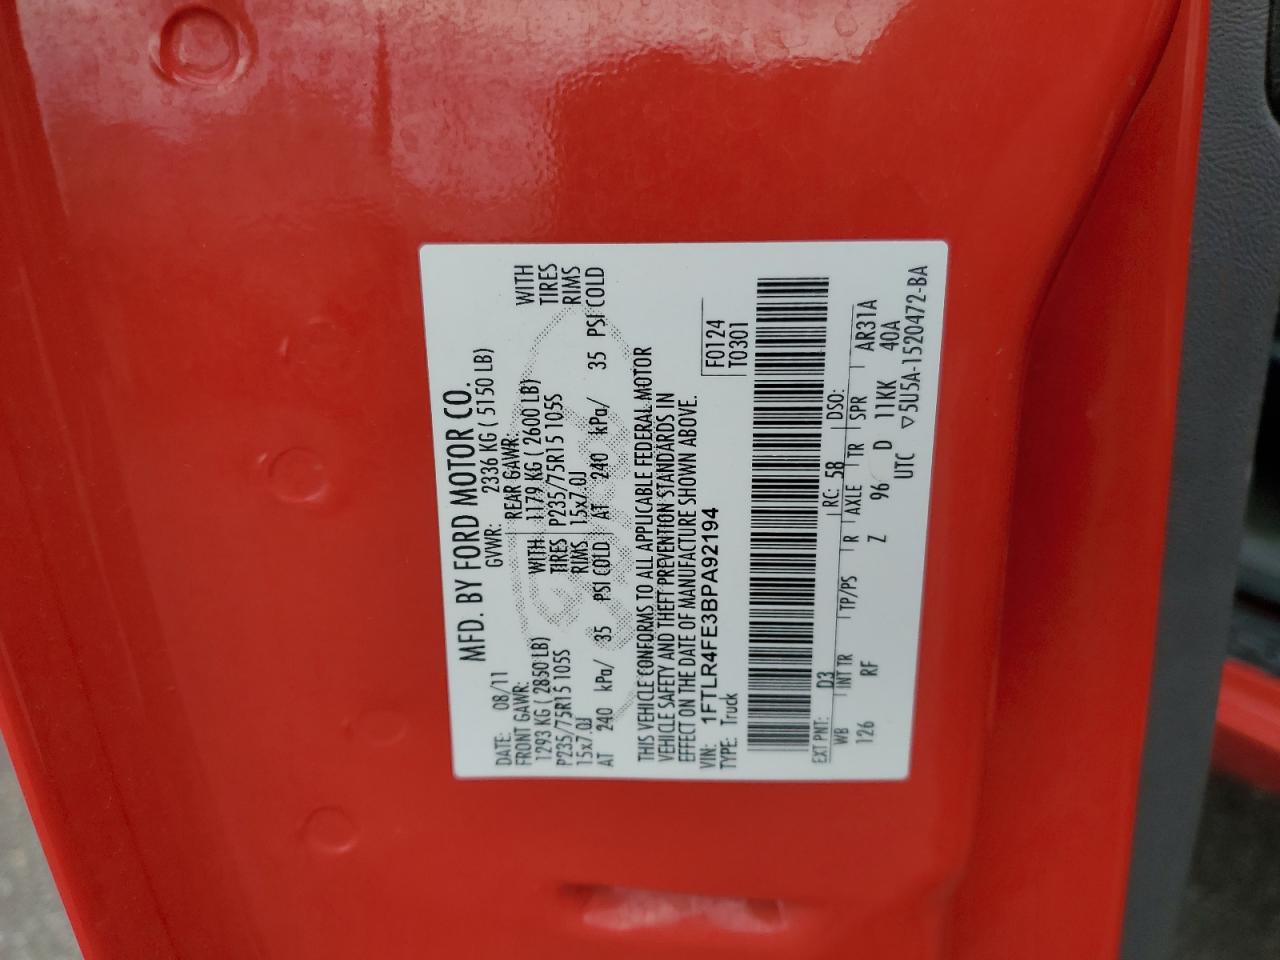 MFD. BY FORD MOTOR CO.
DATE: 08/11 GVWR: 2336 KG ( 5150 LB)
FRONT GAWR: REAR GAWR:
1293 KG ( 2850 LB) WITH 1179 KG ( 2600 LB) WITH
P235/75R15 105S TIRES P235/75R15 105S TIRES
15x7.0J RIMS 15x7.0J RIMS
AT 240 kPa/ 35 PSI COLD AT 240 kPa/ 35 PSI COLD
THIS VEHICLE CONFORMS TO ALL APPLICABLE FEDERAL MOTOR
VEHICLE SAFETY AND THEFT PREVENTION STANDARDS IN
EFFECT ON THE DATE OF MANUFACTURE SHOWN ABOVE.
VIN: 1FTLR4FE3BPA92194 F0124
TYPE: Truck T0301
EXT PNT: D3 RC: 58 DSO:
WB INT TR TP/PS R AXLE TR SPR AR31A
126 RF Z 96 D 11KK 40A
UTC ▽5U5A-1520472-BA